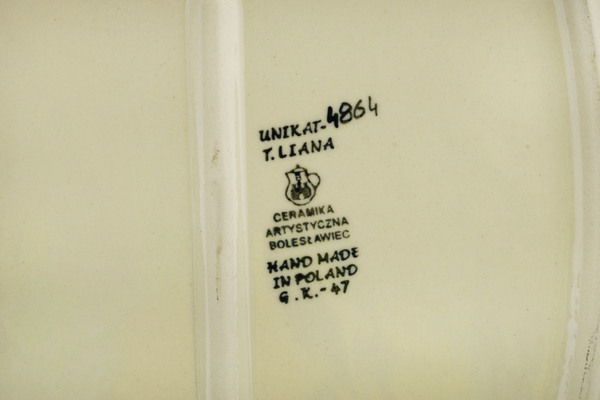 UNIKAT-4864
T.LIANA
CERAMIKA
ARTYSTYCZNA
BOLESŁAWIEC
HAND MADE
IN POLAND
G.K.-47